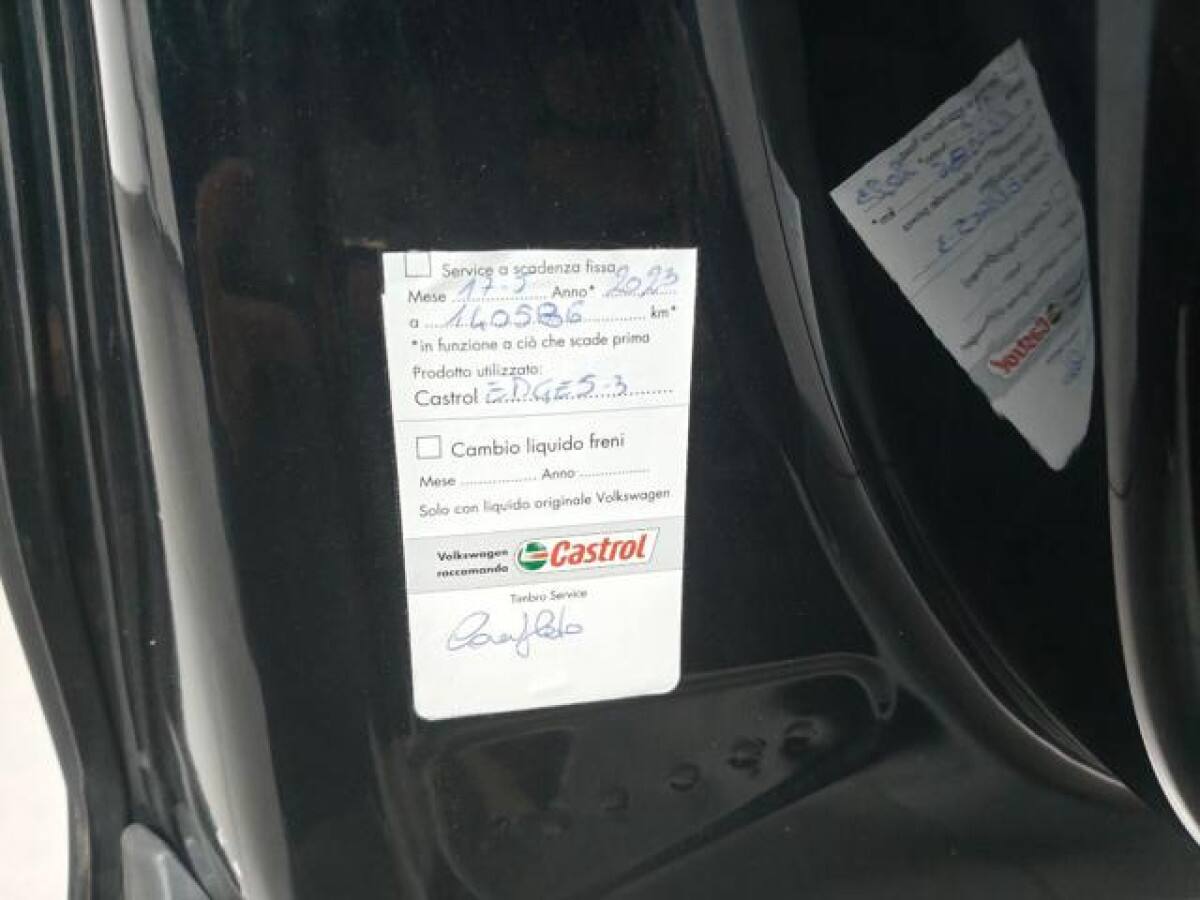 Service a scadenza fissa
Mese 17-5 Anno* 2023
a 140586 km*
*in funzione a ciò che scade prima
Prodotto utilizzato:
Castrol EDGE 5-3
Cambio liquido freni
Mese Anno
Solo con liquido originale Volkswagen
Volkswagen
raccomanda
Castrol
Timbro Service